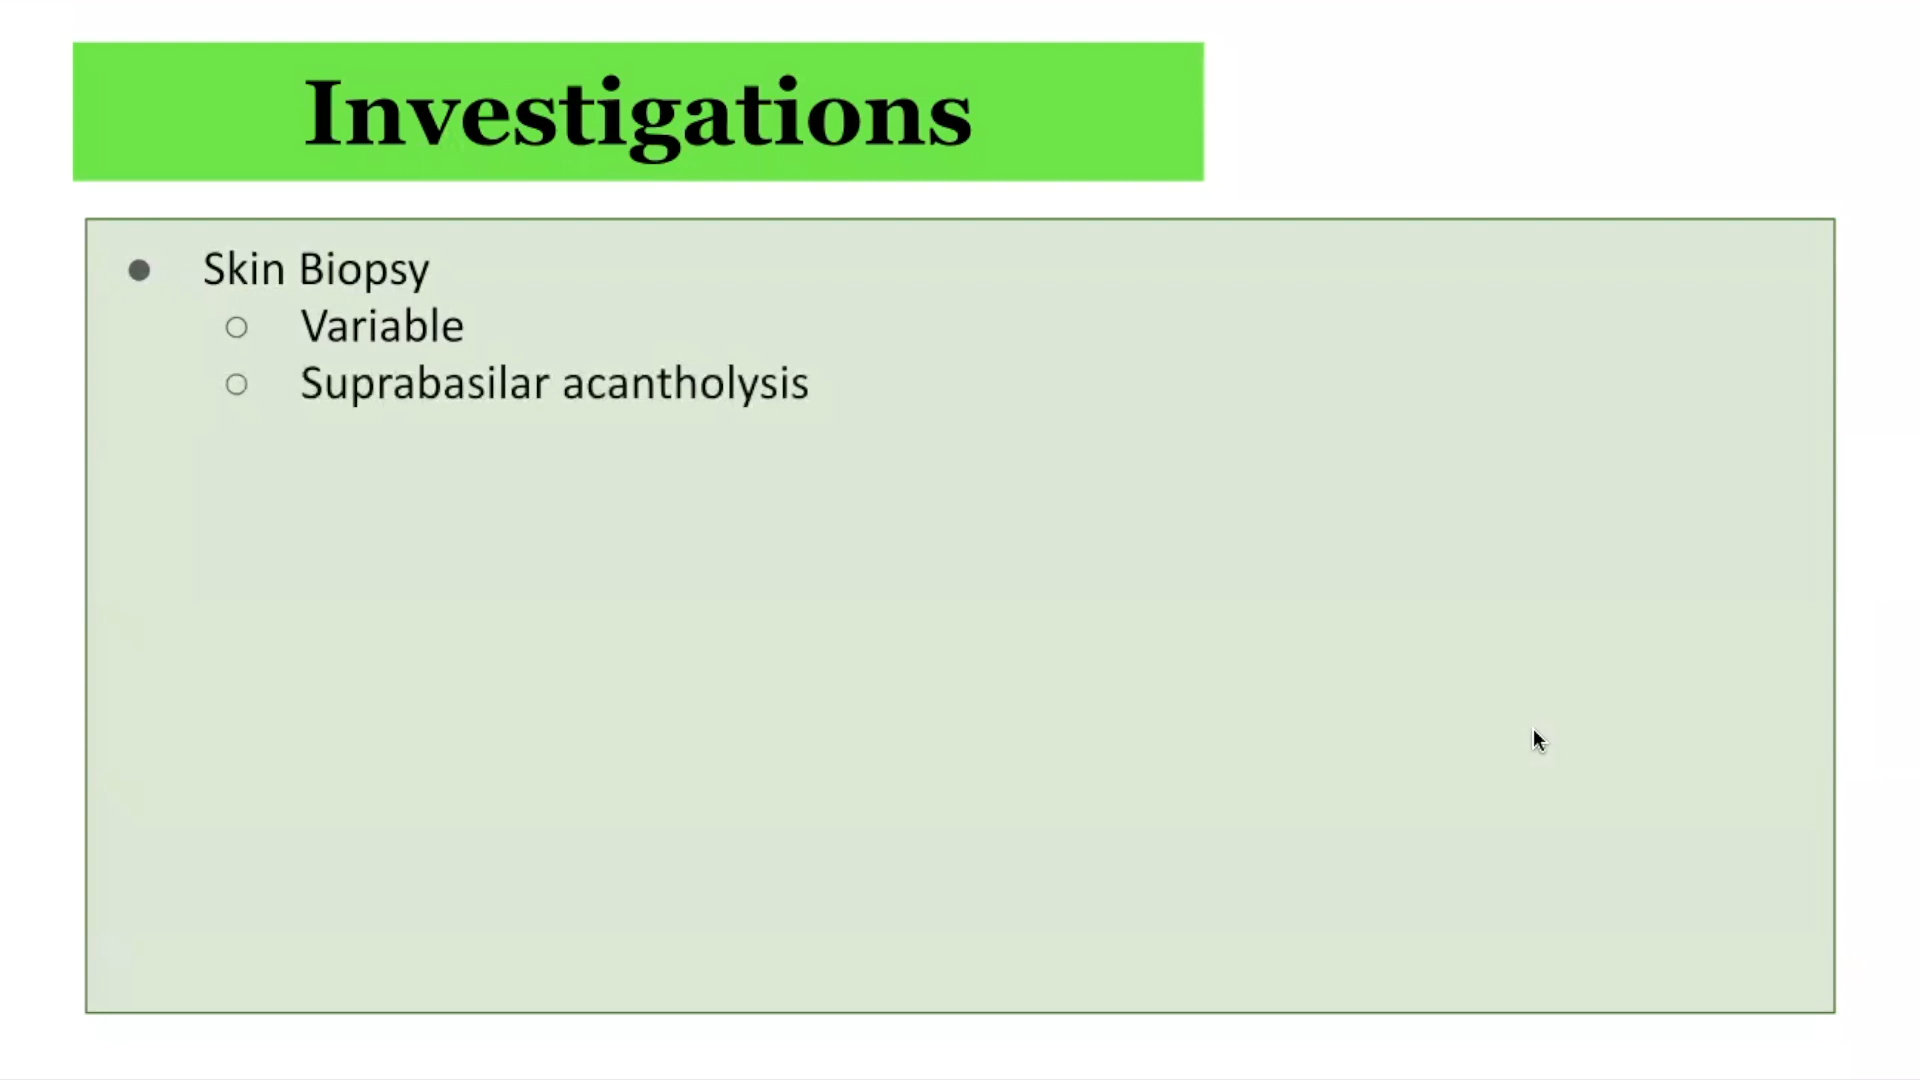 Investigations
● Skin Biopsy
○ Variable
○ Suprabasilar acantholysis